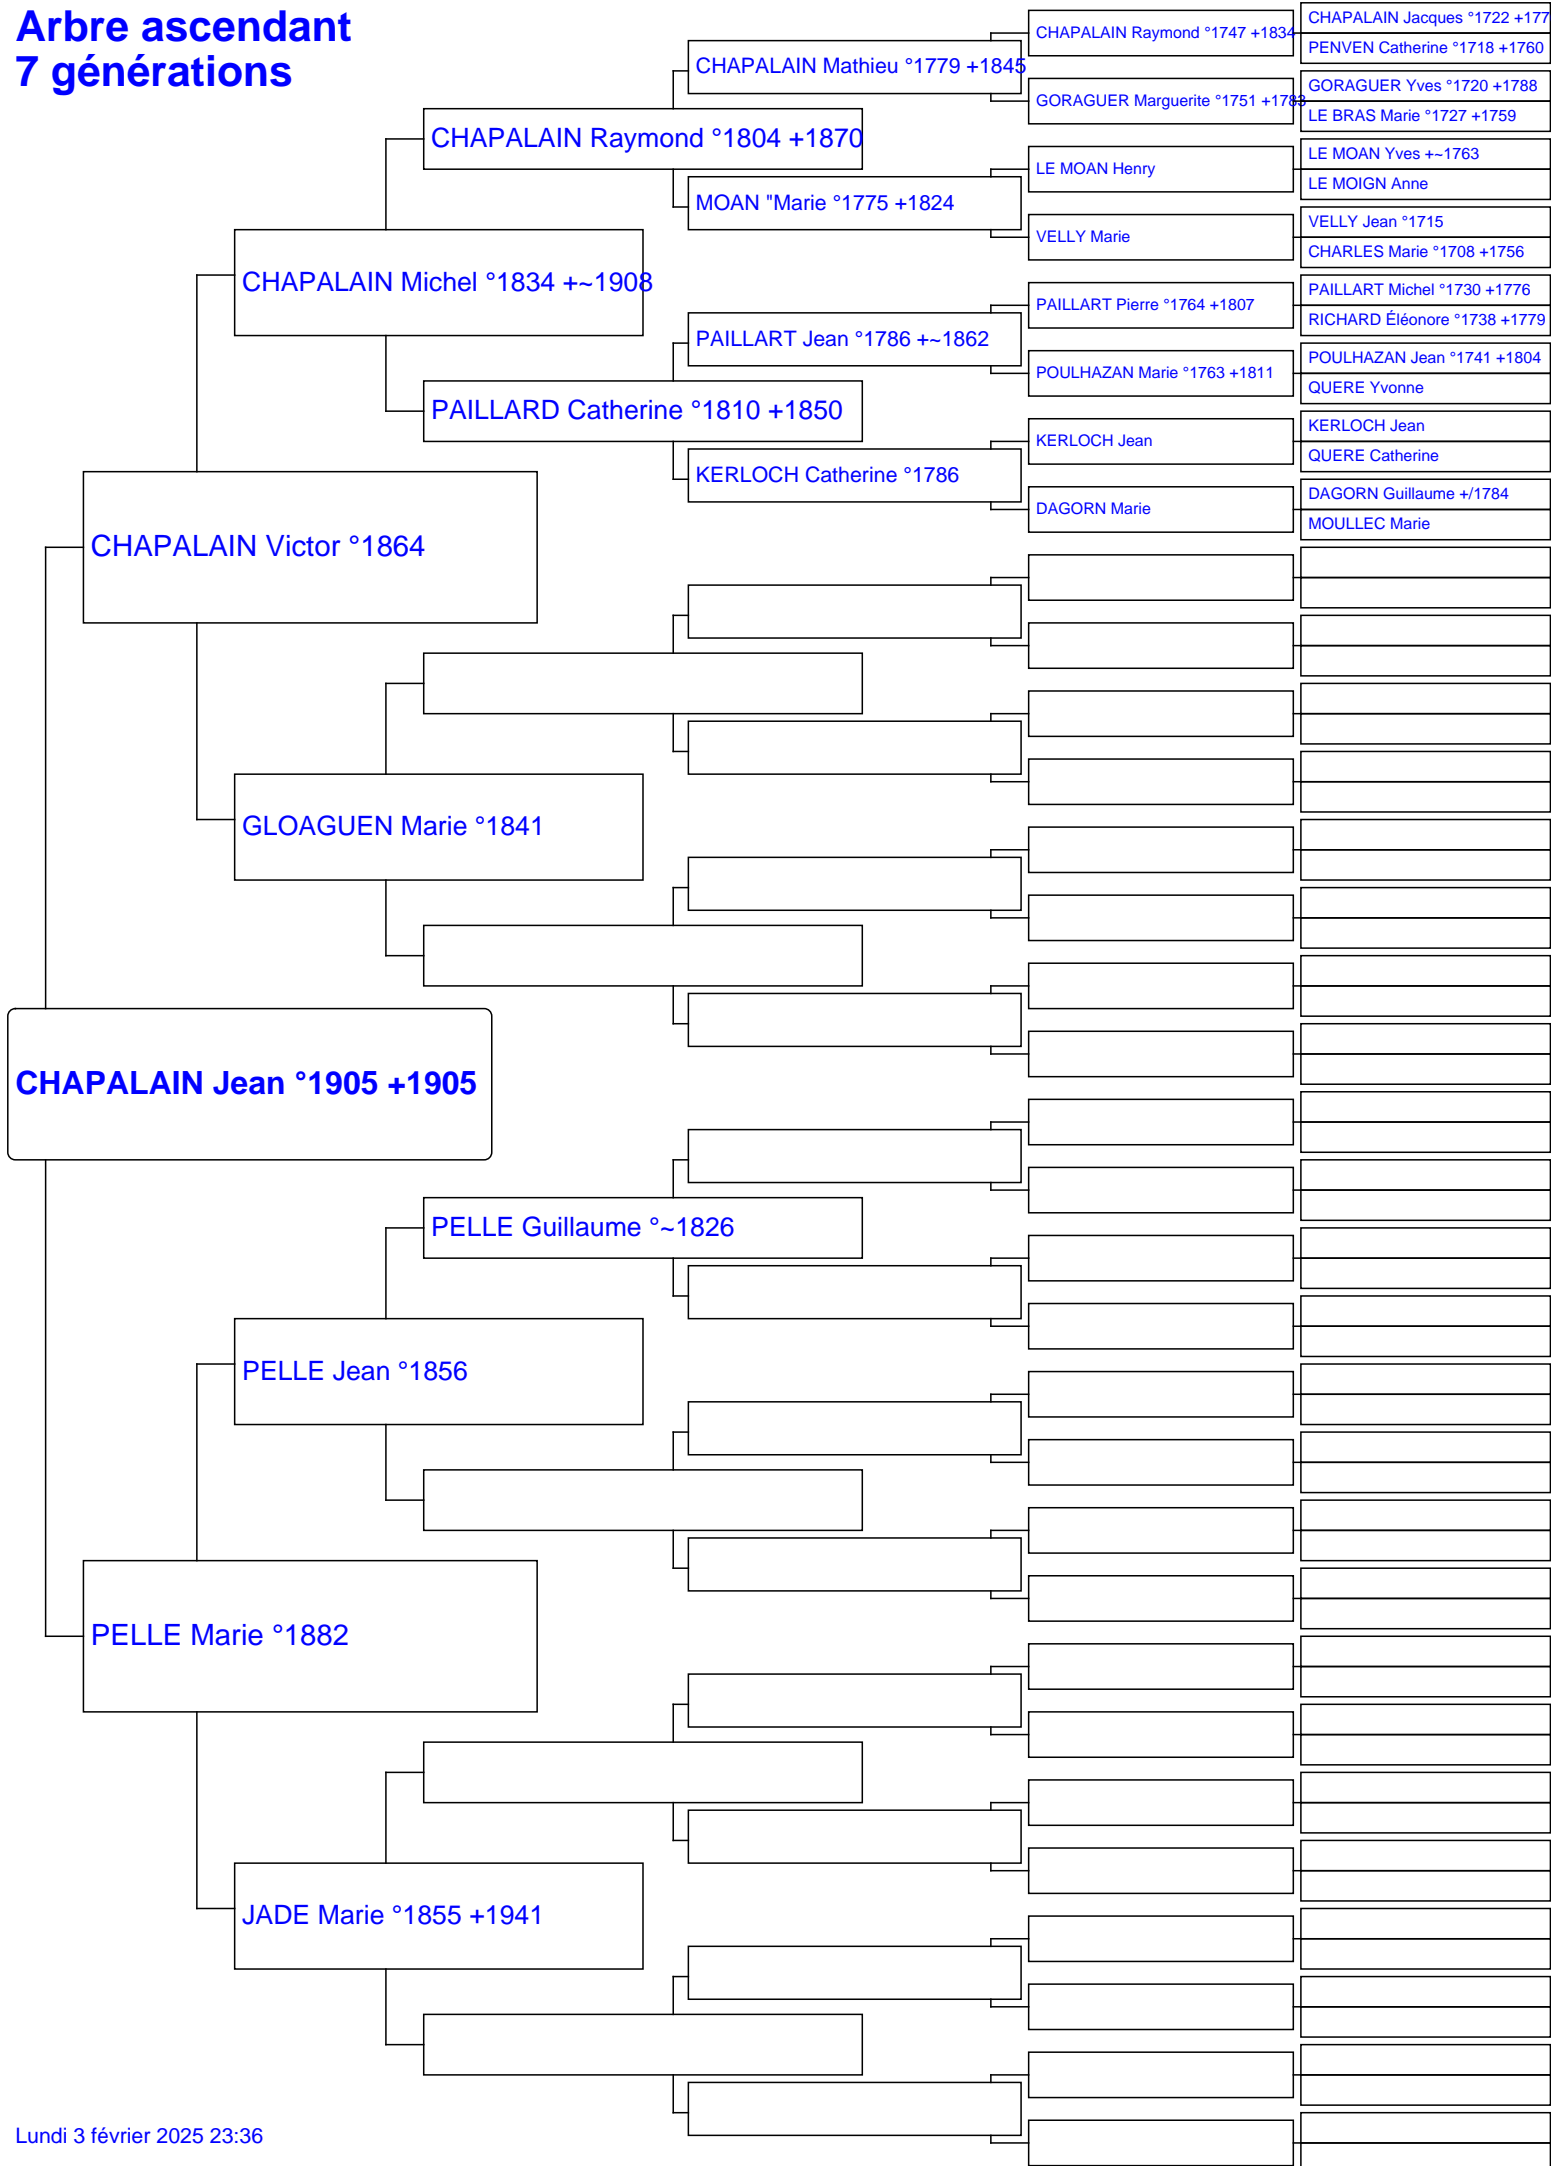 Arbre ascendant
7 générations
CHAPALAIN Jean °1905 +1905
CHAPALAIN Victor °1864
PELLE Marie °1882
CHAPALAIN Michel °1834 +~1908
GLOAGUEN Marie °1841
PELLE Jean °1856
JADE Marie °1855 +1941
CHAPALAIN Raymond °1804 +1870
PAILLARD Catherine °1810 +1850
PELLE Guillaume °~1826
CHAPALAIN Mathieu °1779 +1845
MOAN "Marie °1775 +1824
PAILLART Jean °1786 +~1862
KERLOCH Catherine °1786
CHAPALAIN Raymond °1747 +1834
GORAGUER Marguerite °1751 +1783
LE MOAN Henry
VELLY Marie
PAILLART Pierre °1764 +1807
POULHAZAN Marie °1763 +1811
KERLOCH Jean
DAGORN Marie
CHAPALAIN Jacques °1722 +177
PENVEN Catherine °1718 +1760
GORAGUER Yves °1720 +1788
LE BRAS Marie °1727 +1759
LE MOAN Yves +~1763
LE MOIGN Anne
VELLY Jean °1715
CHARLES Marie °1708 +1756
PAILLART Michel °1730 +1776
RICHARD Éléonore °1738 +1779
POULHAZAN Jean °1741 +1804
QUERE Yvonne
KERLOCH Jean
QUERE Catherine
DAGORN Guillaume +/1784
MOULLEC Marie
Lundi 3 février 2025 23:36